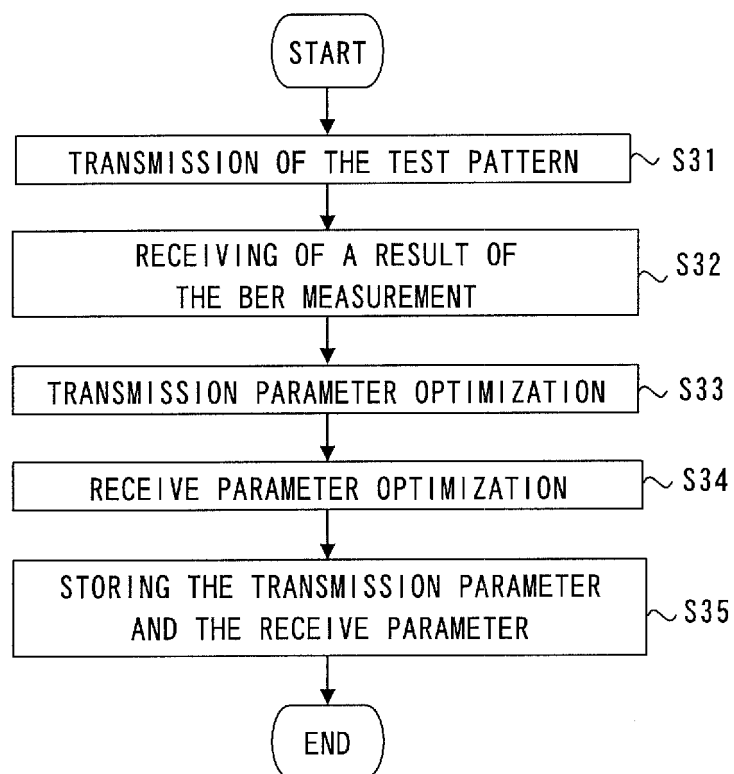 START
TRANSMISSION OF THE TEST PATTERN
S31
RECEIVING OF A RESULT OF
THE BER MEASUREMENT
S32
TRANSMISSION PARAMETER OPTIMIZATION
S33
RECEIVE PARAMETER OPTIMIZATION
S34
STORING THE TRANSMISSION PARAMETER
AND THE RECEIVE PARAMETER
S35
END